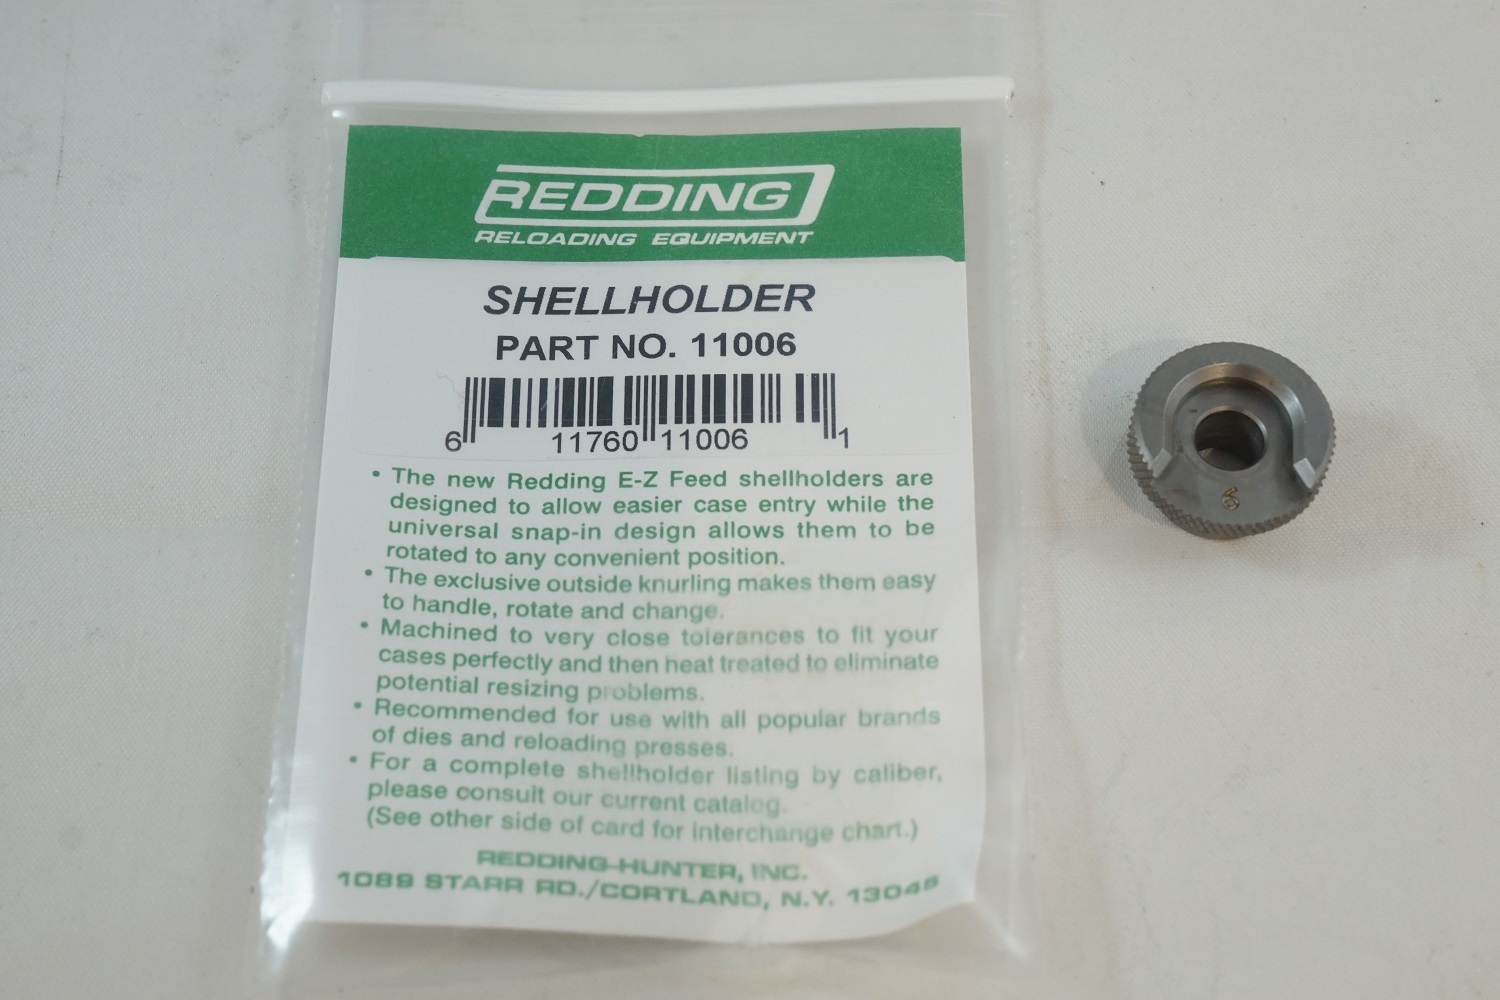 REDDING
RELOADING EQUIPMENT
SHELLHOLDER
PART NO. 11006
6 11760 11006 1
• The new Redding E-Z Feed shellholders are
designed to allow easier case entry while the
universal snap-in design allows them to be
rotated to any convenient position.
• The exclusive outside knurling makes them easy
to handle, rotate and change.
• Machined to very close tolerances to fit your
cases perfectly and then heat treated to eliminate
potential resizing problems.
• Recommended for use with all popular brands
of dies and reloading presses.
• For a complete shellholder listing by caliber,
please consult our current catalog.
(See other side of card for interchange chart.)
REDDING-HUNTER, INC.
1089 STARR RD./CORTLAND, N.Y. 13045
6